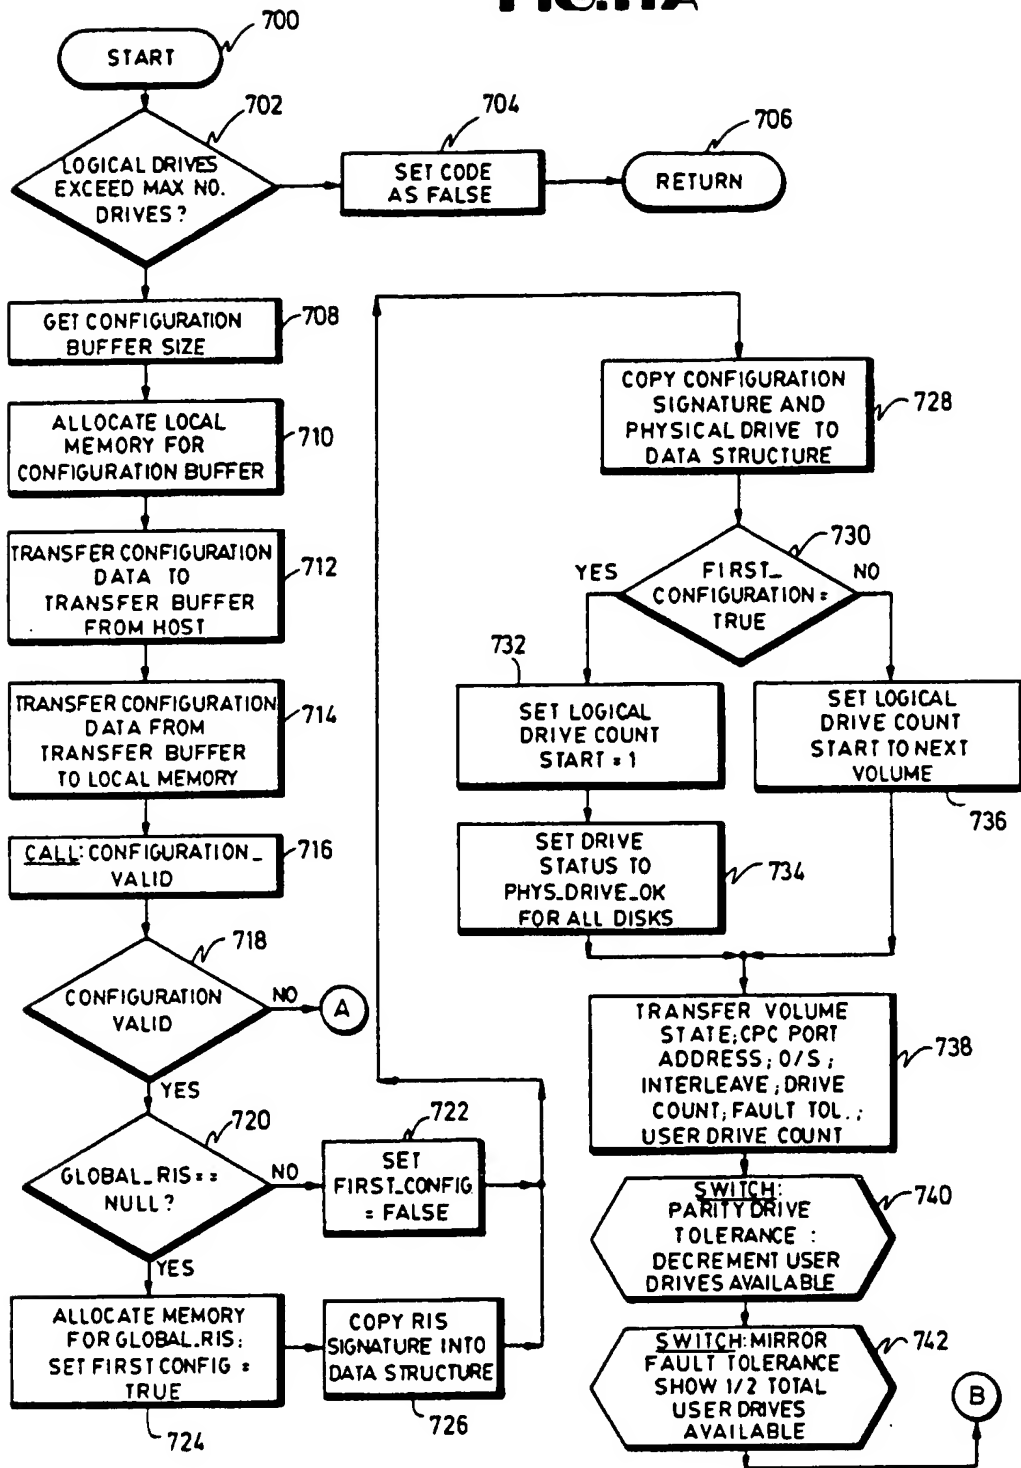 FIG.11A
700
START
702
LOGICAL DRIVES
EXCEED MAX NO.
DRIVES?
704
SET CODE
AS FALSE
706
RETURN
GET CONFIGURATION
BUFFER SIZE
708
ALLOCATE LOCAL
MEMORY FOR
CONFIGURATION BUFFER
710
TRANSFER CONFIGURATION
DATA TO
TRANSFER BUFFER
FROM HOST
712
TRANSFER CONFIGURATION
DATA FROM
TRANSFER BUFFER
TO LOCAL MEMORY
714
CALL: CONFIGURATION_
VALID
716
718
CONFIGURATION
VALID
NO
A
YES
720
GLOBAL_RIS==
NULL?
NO
722
SET
FIRST_CONFIG
= FALSE
YES
ALLOCATE MEMORY
FOR GLOBAL_RIS;
SET FIRST CONFIG =
TRUE
724
COPY RIS
SIGNATURE INTO
DATA STRUCTURE
726
COPY CONFIGURATION
SIGNATURE AND
PHYSICAL DRIVE TO
DATA STRUCTURE
728
730
FIRST_
CONFIGURATION =
TRUE
YES
NO
732
SET LOGICAL
DRIVE COUNT
START = 1
SET LOGICAL
DRIVE COUNT
START TO NEXT
VOLUME
736
SET DRIVE
STATUS TO
PHYS_DRIVE_OK
FOR ALL DISKS
734
TRANSFER VOLUME
STATE; CPC PORT
ADDRESS; O/S;
INTERLEAVE; DRIVE
COUNT; FAULT TOL.;
USER DRIVE COUNT
738
SWITCH:
PARITY DRIVE
TOLERANCE :
DECREMENT USER
DRIVES AVAILABLE
740
SWITCH: MIRROR
FAULT TOLERANCE
SHOW 1/2 TOTAL
USER DRIVES
AVAILABLE
742
B